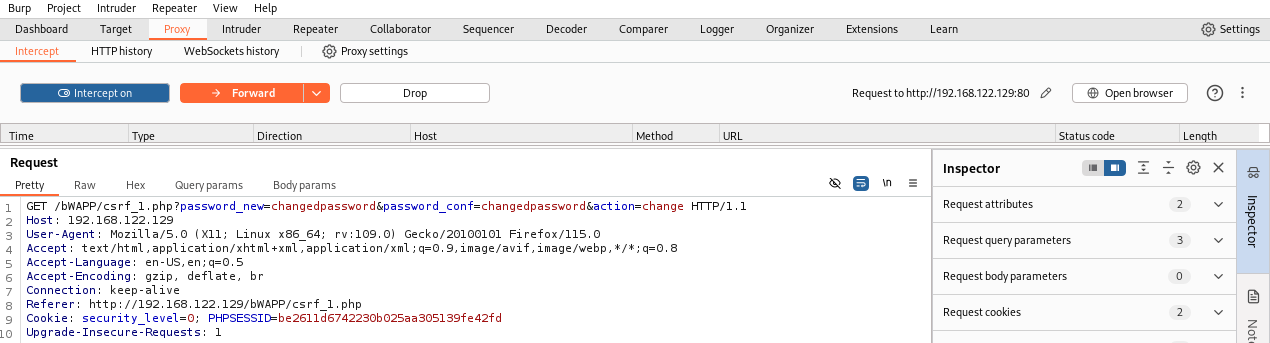 Burp Project Intruder Repeater View Help
Dashboard Target Proxy Intruder Repeater Collaborator Sequencer Decoder Comparer Logger Organizer Extensions Learn Settings
Intercept HTTP history WebSockets history Proxy settings
Intercept on Forward Drop Request to http://192.168.122.129:80 Open browser
Time Type Direction Host Method URL Status code Length
Request
Pretty Raw Hex Query params Body params \n
1 GET /bWAPP/csrf_1.php?password_new=changedpassword&password_conf=changedpassword&action=change HTTP/1.1
2 Host: 192.168.122.129
3 User-Agent: Mozilla/5.0 (X11; Linux x86_64; rv:109.0) Gecko/20100101 Firefox/115.0
4 Accept: text/html,application/xhtml+xml,application/xml;q=0.9,image/avif,image/webp,*/*;q=0.8
5 Accept-Language: en-US,en;q=0.5
6 Accept-Encoding: gzip, deflate, br
7 Connection: keep-alive
8 Referer: http://192.168.122.129/bWAPP/csrf_1.php
9 Cookie: security_level=0; PHPSESSID=be2611d6742230b025aa305139fe42fd
10 Upgrade-Insecure-Requests: 1
Inspector
Request attributes 2
Request query parameters 3
Request body parameters 0
Request cookies 2
Inspector